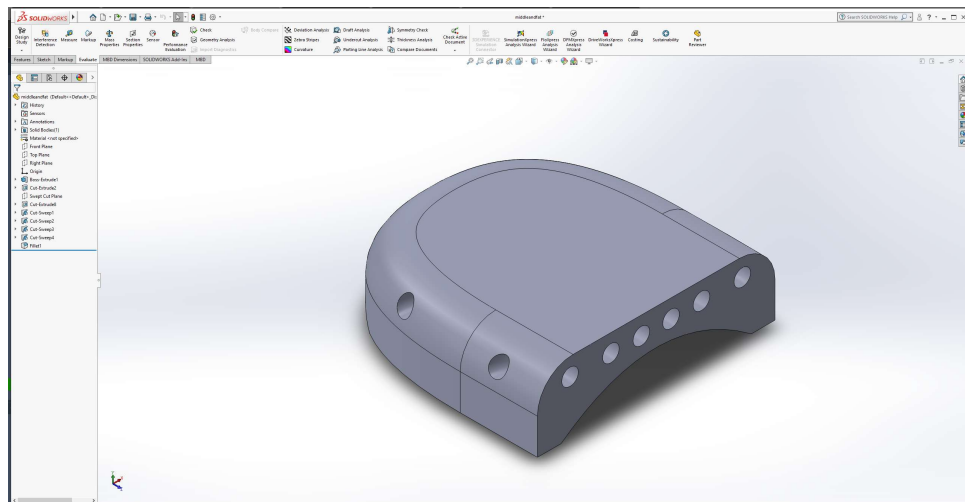 SOLIDWORKS
middleandfat *
Search SOLIDWORKS Help
Design Study
Interference Detection
Measure
Markup
Mass Properties
Section Properties
Sensor
Performance Evaluation
Check
Geometry Analysis
Import Diagnostics
Body Compare
Deviation Analysis
Zebra Stripes
Curvature
Draft Analysis
Undercut Analysis
Parting Line Analysis
Symmetry Check
Thickness Analysis
Compare Documents
Check Active Document
SimulationXpress Analysis Wizard
FloXpress Analysis Wizard
DFMXpress Analysis Wizard
DriveWorksXpress Wizard
Costing
Sustainability
Part Reviewer
Features
Sketch
Markup
Evaluate
MBD Dimensions
SOLIDWORKS Add-Ins
MBD
History
Sensors
Annotations
Solid Bodies(1)
Material <not specified>
Front Plane
Top Plane
Right Plane
Origin
Boss-Extrude1
Cut-Extrude2
Swept Cut Plane
Cut-Sweep1
Cut-Sweep2
Cut-Sweep3
Cut-Sweep4
Fillet1